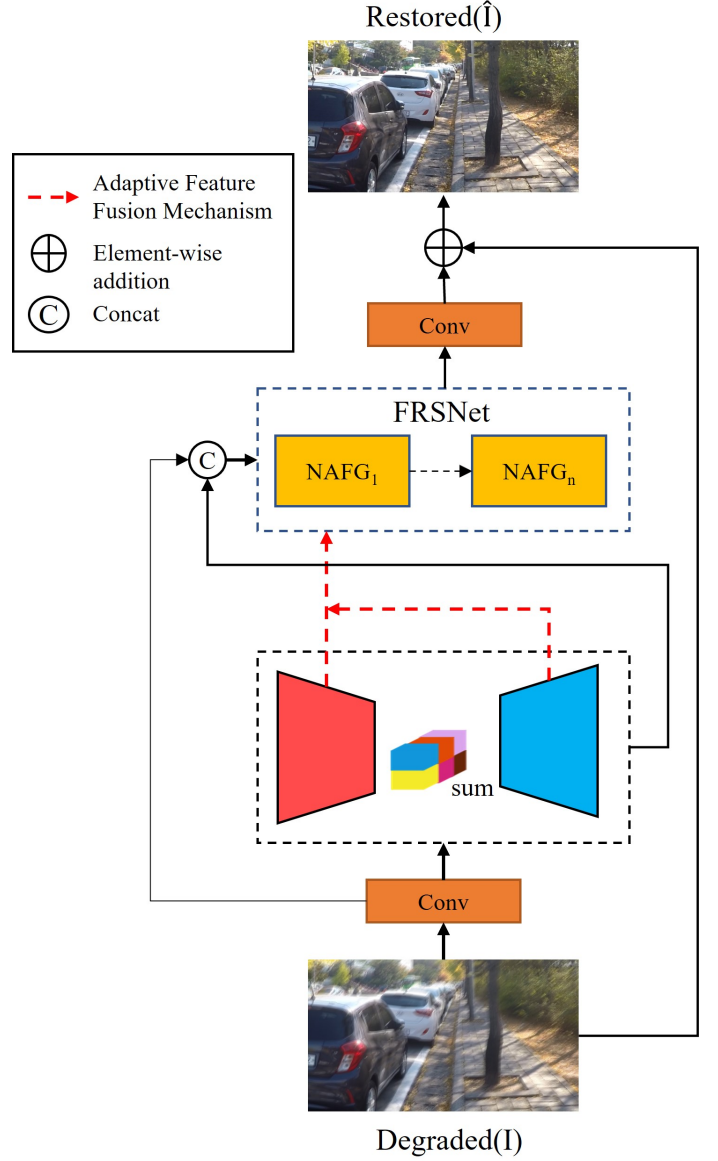 Restored(Î)
Adaptive Feature
Fusion Mechanism
Element-wise
addition
C
Concat
Conv
FRSNet
C
NAFG₁
NAFGₙ
sum
Conv
Degraded(I)